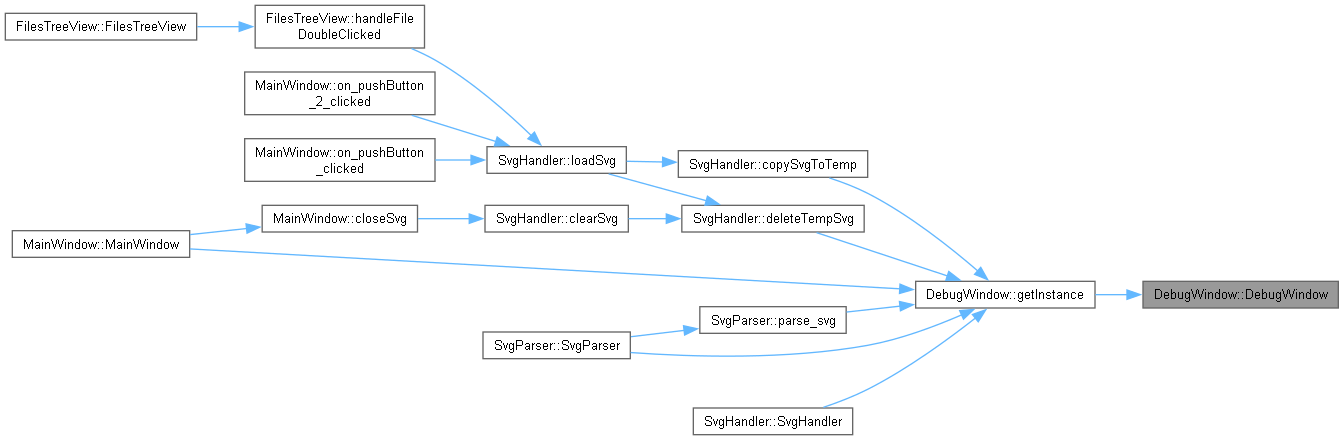 FilesTreeView::FilesTreeView
FilesTreeView::handleFile
DoubleClicked
MainWindow::on_pushButton
_2_clicked
MainWindow::on_pushButton
_clicked
SvgHandler::loadSvg
SvgHandler::copySvgToTemp
MainWindow::MainWindow
MainWindow::closeSvg
SvgHandler::clearSvg
SvgHandler::deleteTempSvg
DebugWindow::getInstance
DebugWindow::DebugWindow
SvgParser::SvgParser
SvgParser::parse_svg
SvgHandler::SvgHandler